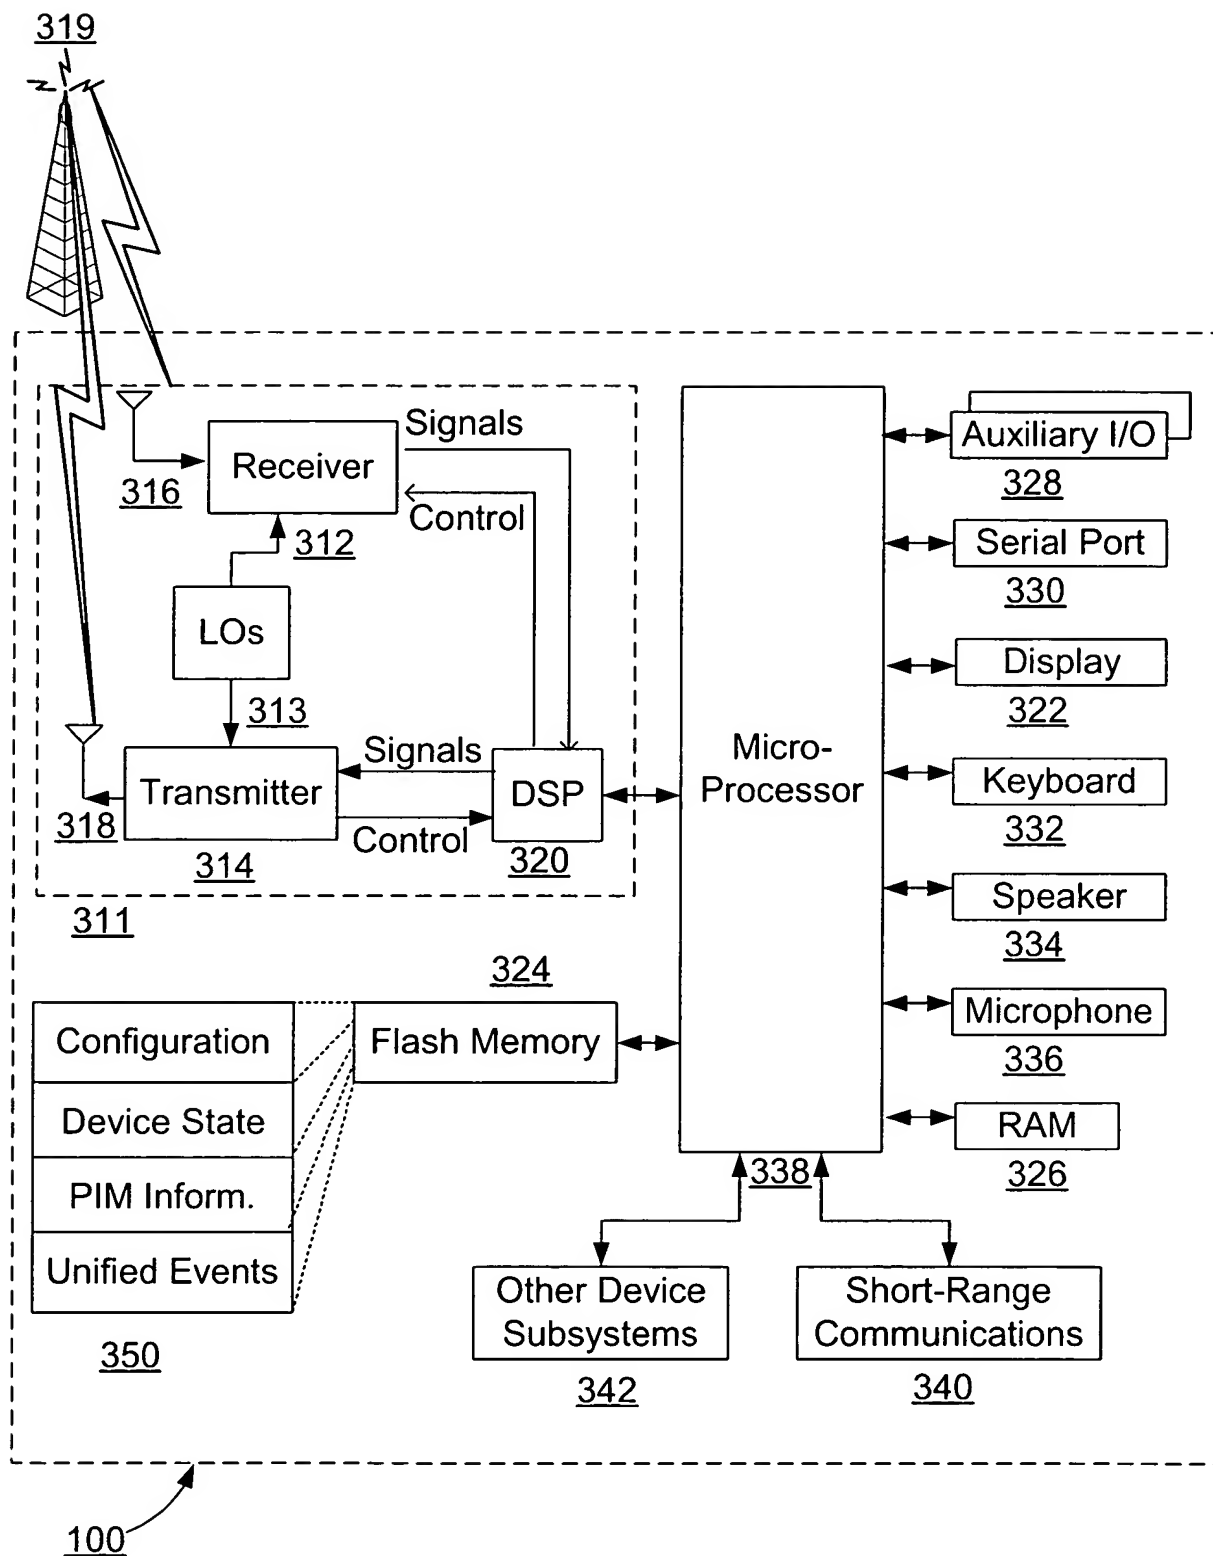 319
Signals
Receiver
316
Control
312
LOs
313
Signals
Transmitter
DSP
318
Control
314
320
311
Micro-
Processor
338
Auxiliary I/O
328
Serial Port
330
Display
322
Keyboard
332
Speaker
334
Microphone
336
RAM
326
324
Flash Memory
Configuration
Device State
PIM Inform.
Unified Events
350
Other Device
Subsystems
342
Short-Range
Communications
340
100